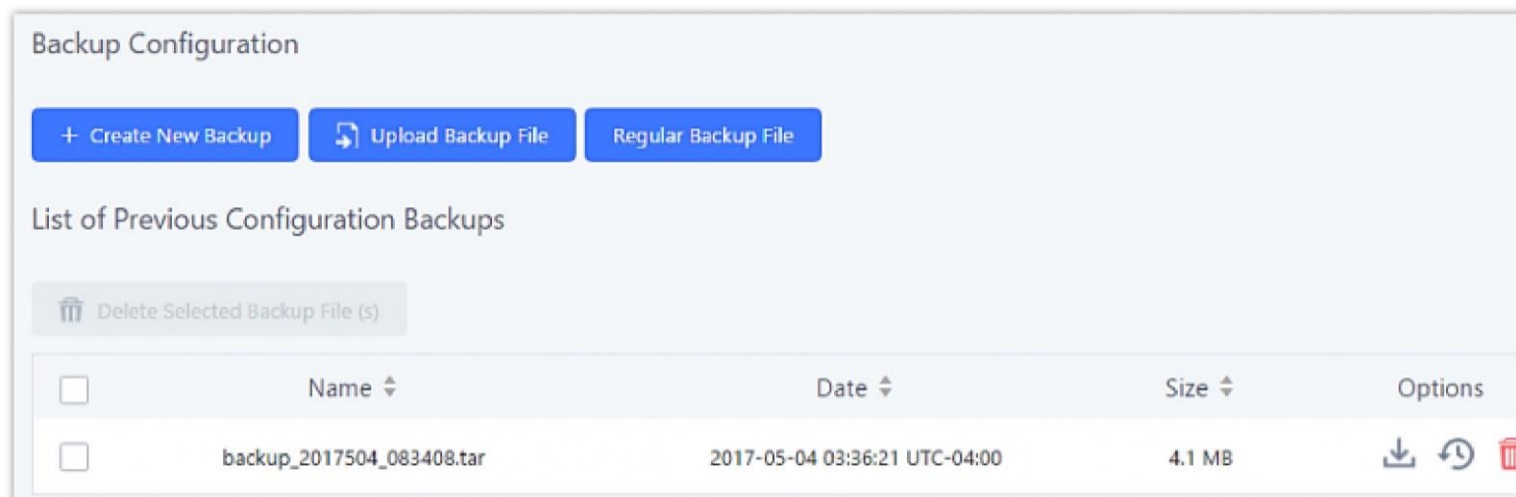 Backup Configuration
+ Create New Backup Upload Backup File Regular Backup File
List of Previous Configuration Backups
Delete Selected Backup File (s)
Name Date Size Options
backup_2017504_083408.tar 2017-05-04 03:36:21 UTC-04:00 4.1 MB